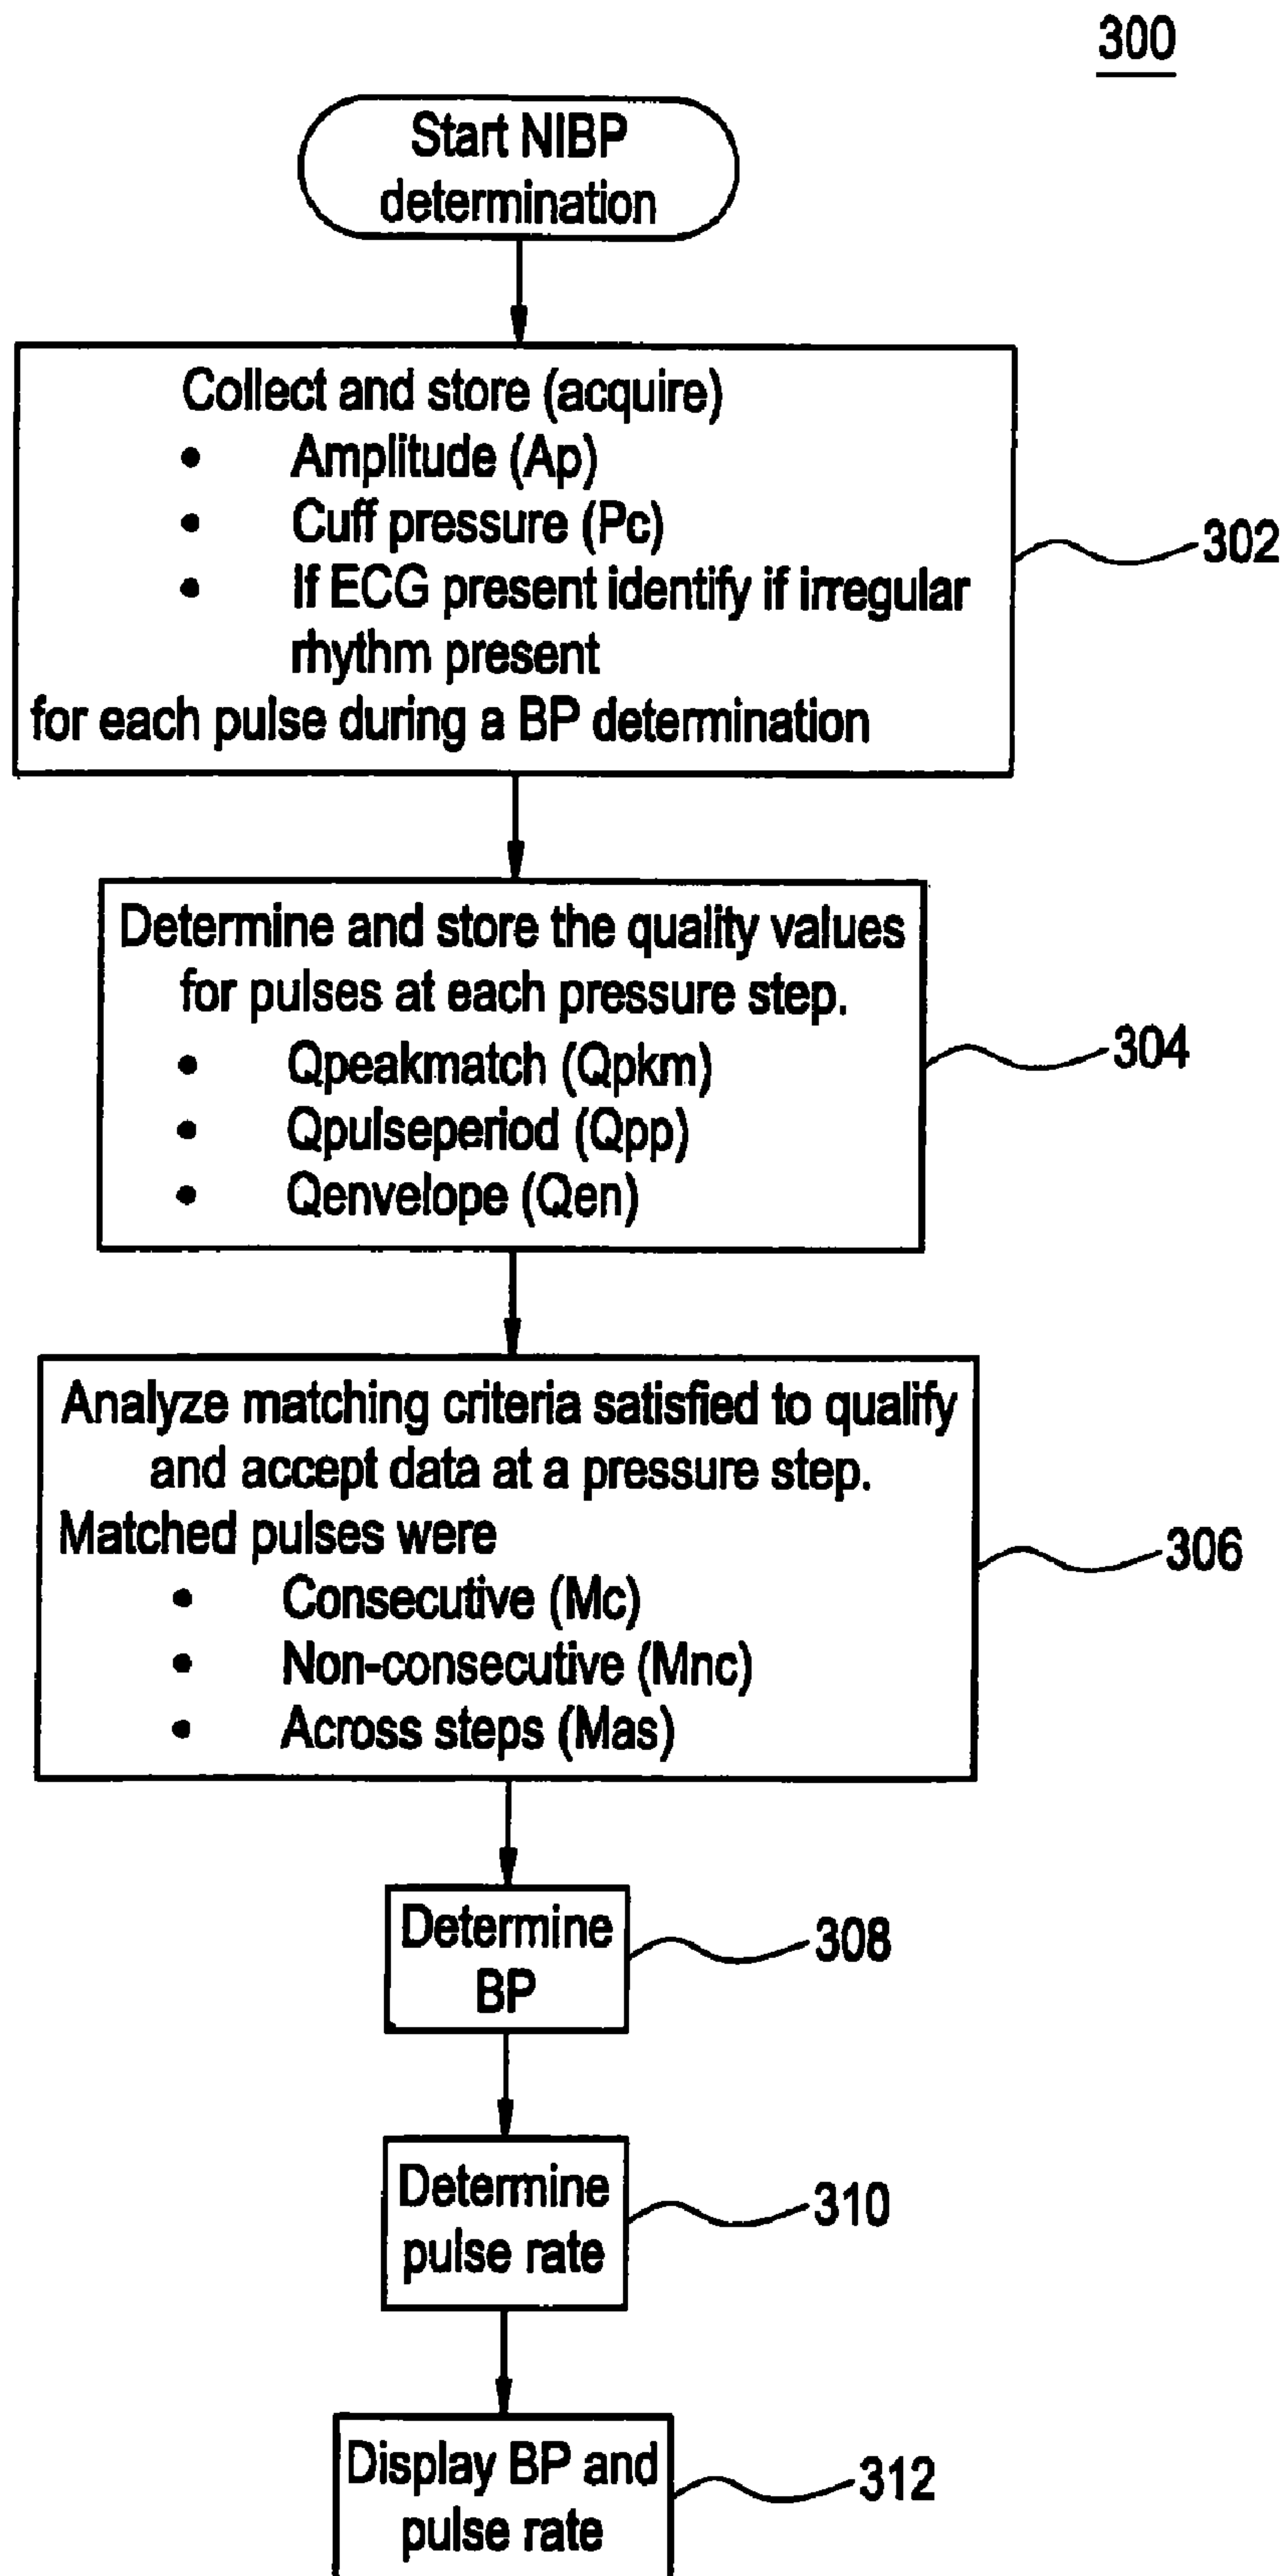 300
Start NIBP
determination
Collect and store (acquire)
• Amplitude (Ap)
• Cuff pressure (Pc)
• If ECG present identify if irregular
rhythm present
for each pulse during a BP determination
302
Determine and store the quality values
for pulses at each pressure step.
• Qpeakmatch (Qpkm)
• Qpulseperiod (Qpp)
• Qenvelope (Qen)
304
Analyze matching criteria satisfied to qualify
and accept data at a pressure step.
Matched pulses were
• Consecutive (Mc)
• Non-consecutive (Mnc)
• Across steps (Mas)
306
Determine
BP
308
Determine
pulse rate
310
Display BP and
pulse rate
312